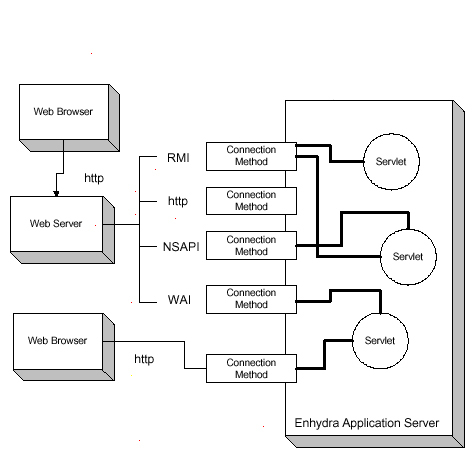 Web Browser
http
Web Server
RMI
http
NSAPI
WAI
Connection
Method
Connection
Method
Connection
Method
Connection
Method
Servlet
Servlet
Servlet
Web Browser
http
Connection
Method
Enhydra Application Server